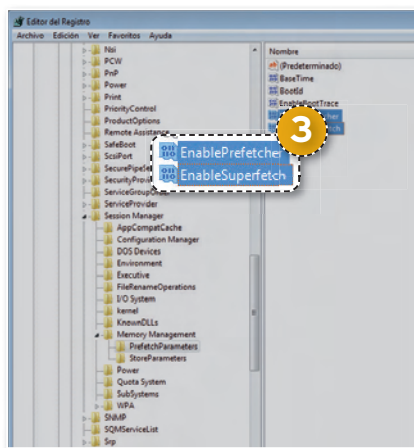 Editor del Registro
Archivo Edición Ver Favoritos Ayuda
Nsi
PCW
PnP
Power
Print
PriorityControl
ProductOptions
Remote Assistance
SafeBoot
ScsiPort
ServiceProvider
Session Manager
AppCompatCache
Configuration Manager
DOS Devices
Environment
Executive
FileRenameOperations
I/O System
kernel
KnownDLLs
Memory Management
PrefetchParameters
StoreParameters
Power
Quota System
SubSystems
WPA
SNMP
SQMServiceList
Srp
Nombre
(Predeterminado)
BaseTime
BootId
EnableBootTrace
3
EnablePrefetcher
EnableSuperfetch